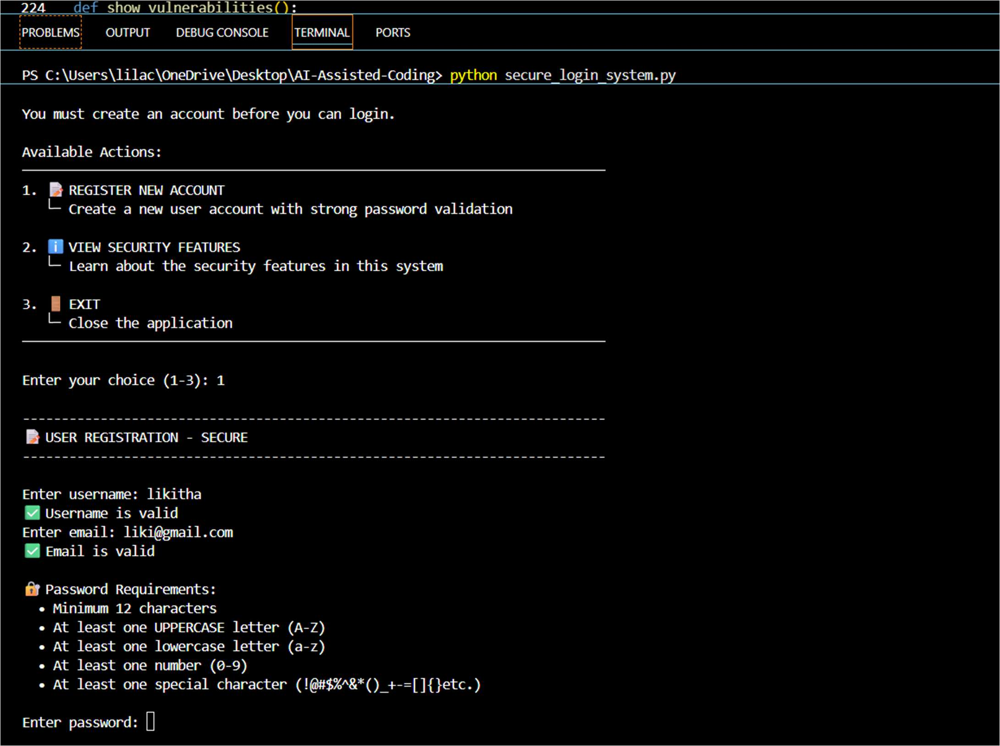 224 def show_vulnerabilities():
PROBLEMS OUTPUT DEBUG CONSOLE TERMINAL PORTS
PS C:\Users\lilac\OneDrive\Desktop\AI-Assisted-Coding> python secure_login_system.py
You must create an account before you can login.
Available Actions:
1. 📝 REGISTER NEW ACCOUNT
└─ Create a new user account with strong password validation
2. ℹ️ VIEW SECURITY FEATURES
└─ Learn about the security features in this system
3. 🚪 EXIT
└─ Close the application
Enter your choice (1-3): 1
---------------------------------------------------------------------------
📝 USER REGISTRATION - SECURE
---------------------------------------------------------------------------
Enter username: likitha
✅ Username is valid
Enter email: liki@gmail.com
✅ Email is valid
🔐 Password Requirements:
• Minimum 12 characters
• At least one UPPERCASE letter (A-Z)
• At least one lowercase letter (a-z)
• At least one number (0-9)
• At least one special character (!@#$%^&*()_+-=[]{}etc.)
Enter password: